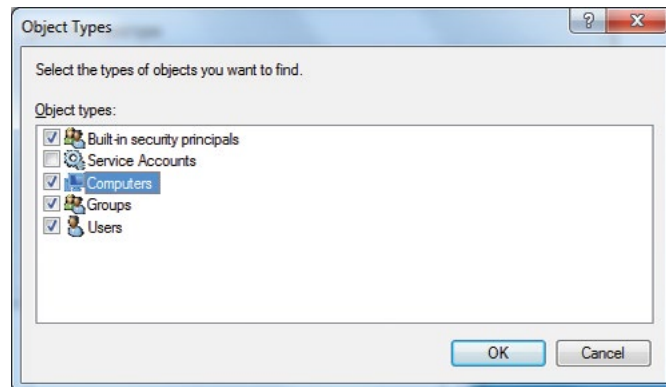 Object Types
Select the types of objects you want to find.
Object types:
Built-in security principals
Service Accounts
Computers
Groups
Users
OK
Cancel